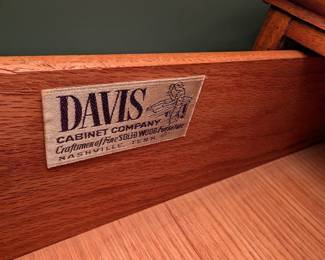 DAVIS
CABINET COMPANY
Craftsmen of Fine SOLID WOOD Furniture
NASHVILLE, TENN.